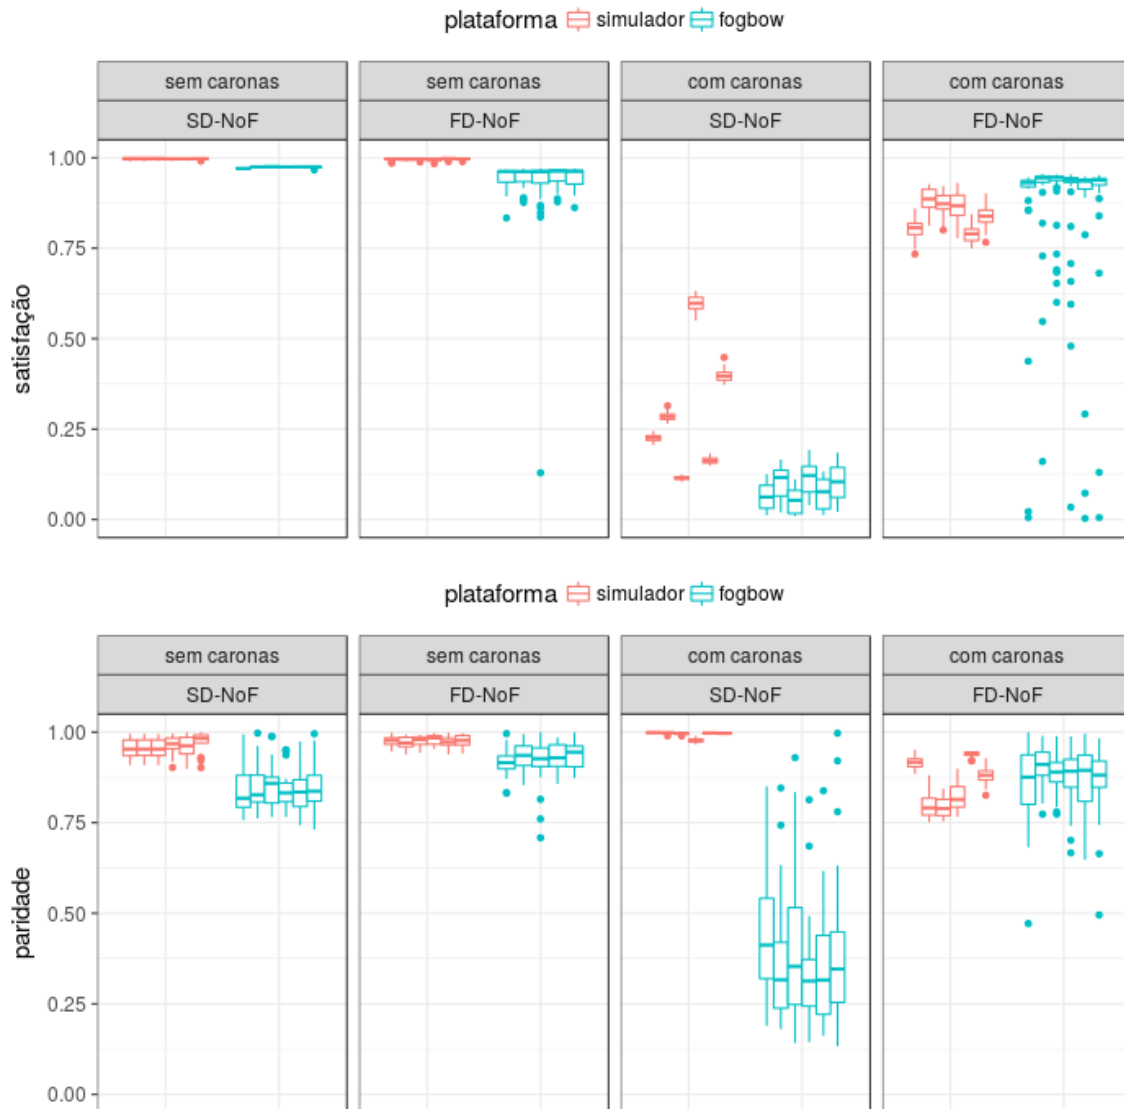 plataforma simulador fogbow
sem caronas sem caronas com caronas com caronas
SD-NoF FD-NoF SD-NoF FD-NoF
1.00
0.75
0.50
0.25
0.00
satisfação
plataforma simulador fogbow
sem caronas sem caronas com caronas com caronas
SD-NoF FD-NoF SD-NoF FD-NoF
1.00
0.75
0.50
0.25
0.00
paridade